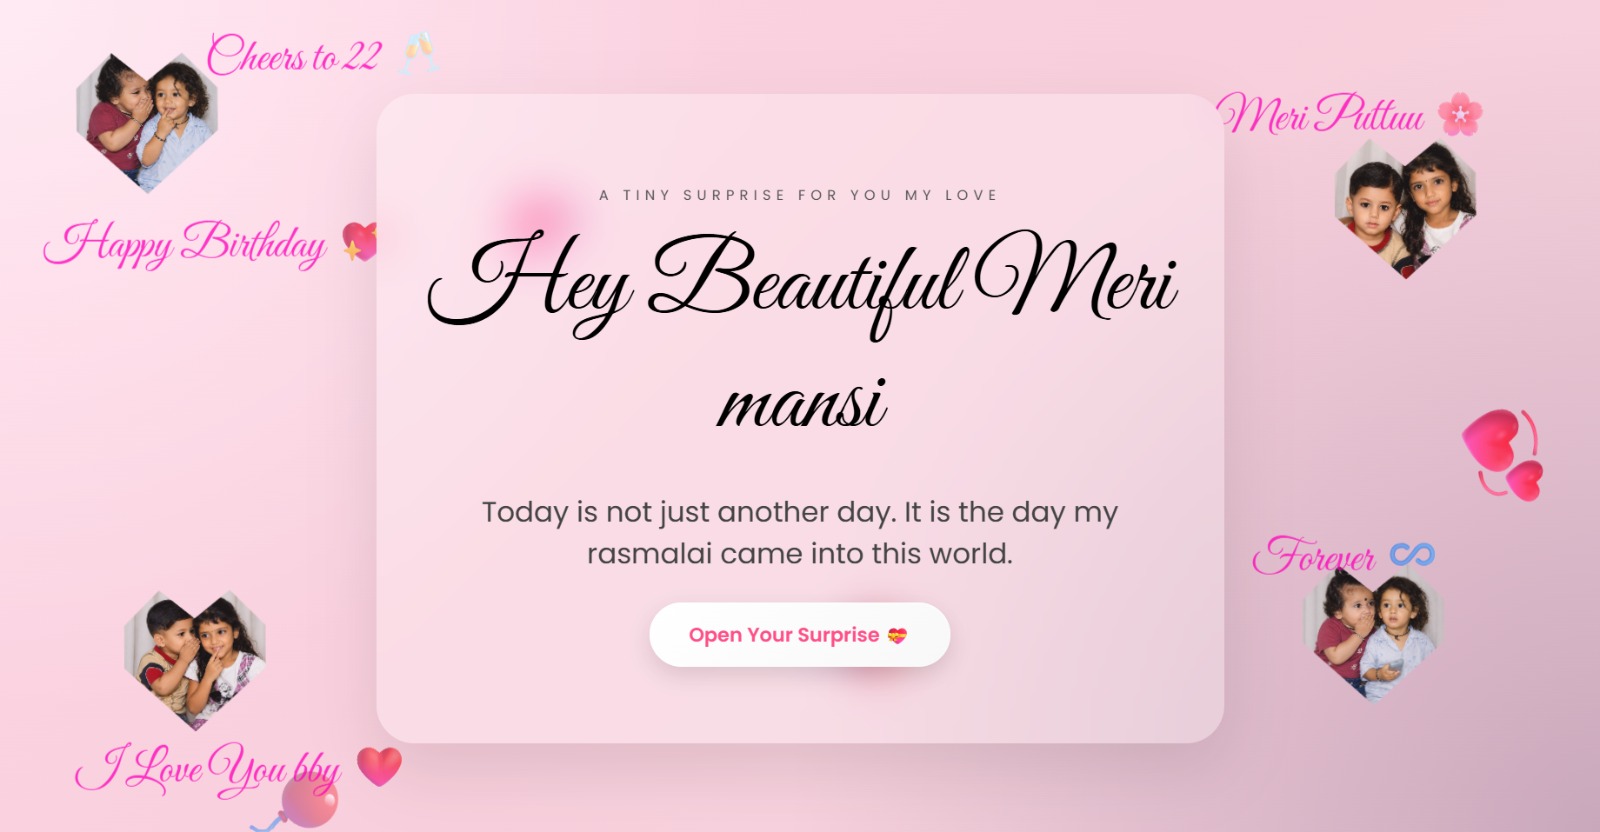 Cheers to 22 🥂
Meri Puttuu 🌸
A TINY SURPRISE FOR YOU MY LOVE
Happy Birthday 💖
Hey Beautiful Meri
mansi
Today is not just another day. It is the day my
rasmalai came into this world.
Forever ♾️
Open Your Surprise 💝
I Love You bby ❤️